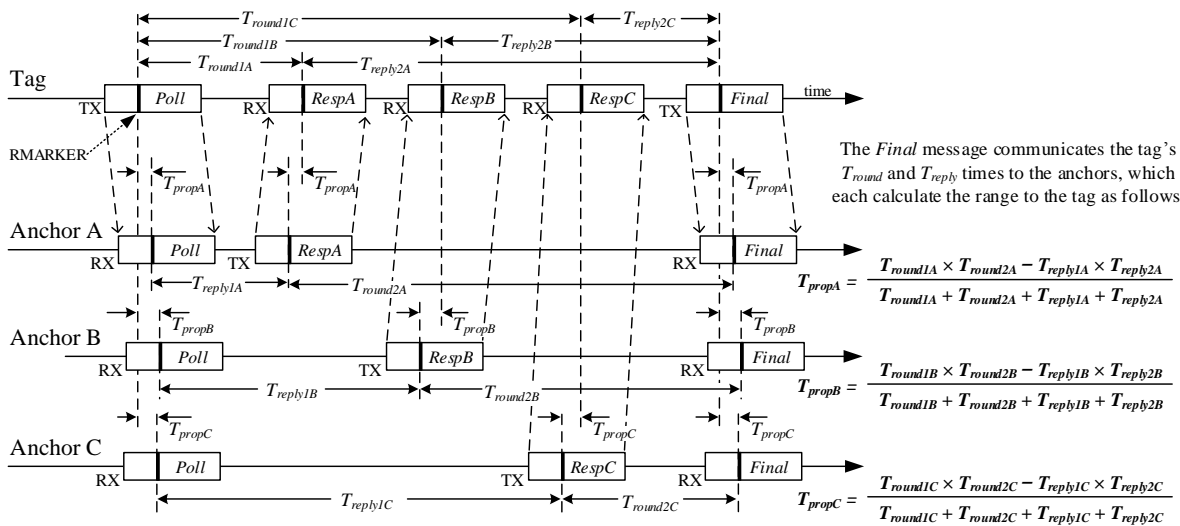 T_round1C T_reply2C
T_round1B T_reply2B
T_round1A T_reply2A
Tag
TX Poll RX RespA RX RespB RX RespC TX Final time
RMARKER
The Final message communicates the tag's
T_round and T_reply times to the anchors, which
each calculate the range to the tag as follows
T_propA T_propA T_propA
Anchor A
RX Poll TX RespA RX Final
T_reply1A T_round2A
T_propA = (T_round1A × T_round2A − T_reply1A × T_reply2A) / (T_round1A + T_round2A + T_reply1A + T_reply2A)
T_propB T_propB T_propB
Anchor B
RX Poll TX RespB RX Final
T_reply1B T_round2B
T_propB = (T_round1B × T_round2B − T_reply1B × T_reply2B) / (T_round1B + T_round2B + T_reply1B + T_reply2B)
T_propC T_propC T_propC
Anchor C
RX Poll TX RespC RX Final
T_reply1C T_round2C
T_propC = (T_round1C × T_round2C − T_reply1C × T_reply2C) / (T_round1C + T_round2C + T_reply1C + T_reply2C)